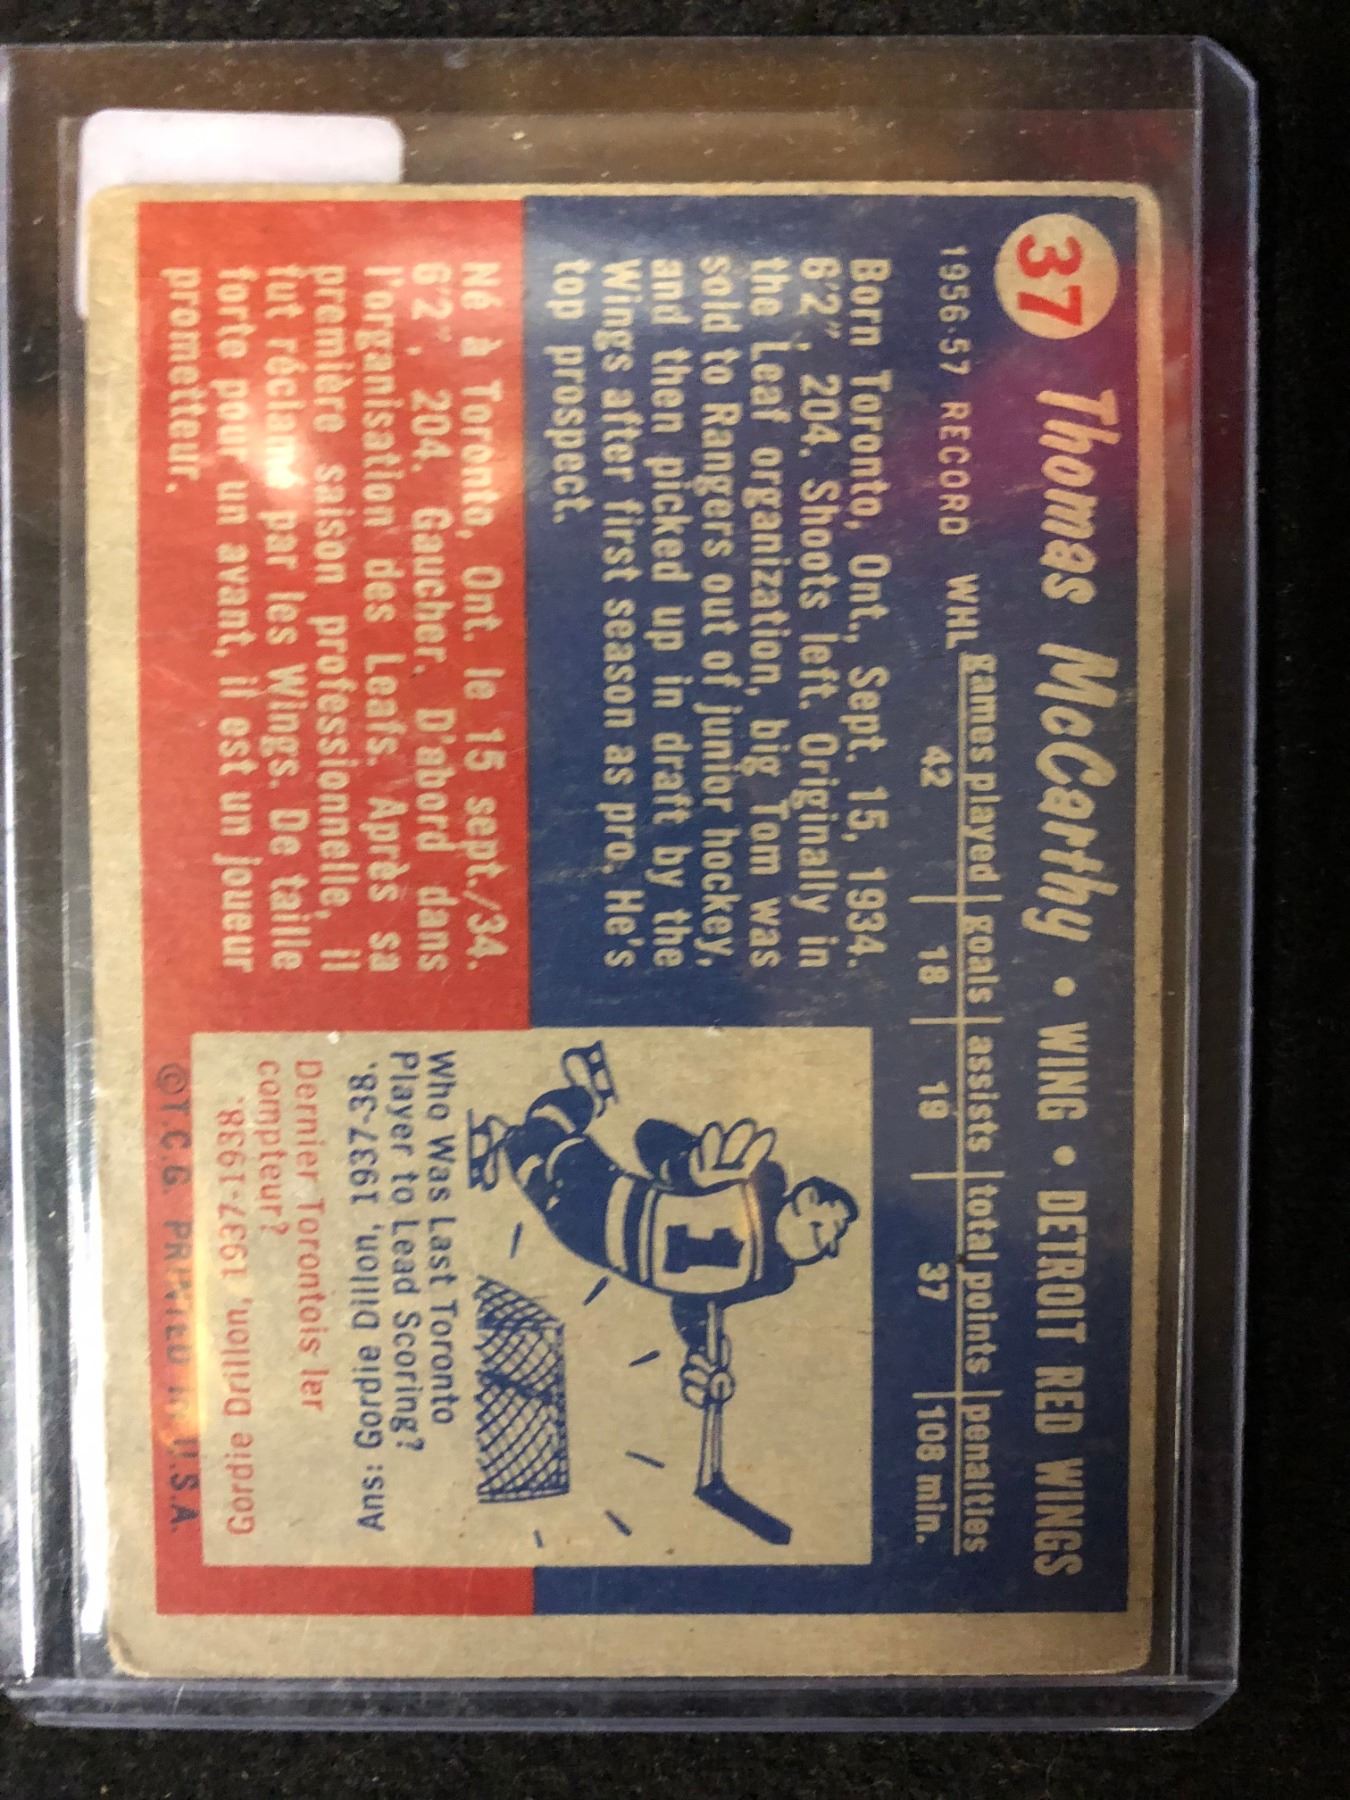 37 Thomas McCarthy • WING • DETROIT RED WINGS
games played goals assists total points penalties
1956-57 RECORD WHL 42 18 19 37 108 min.
Born Toronto, Ont., Sept. 15, 1934.
6'2", 204. Shoots left. Originally in
the Leaf organization, big Tom was
sold to Rangers out of junior hockey,
and then picked up in draft by the
Wings after first season as pro. He's
top prospect.
Né à Toronto, Ont. le 15 sept./34.
6'2", 204. Gaucher. D'abord dans
l'organisation des Leafs. Après sa
première saison professionnelle, il
fut réclamé par les Wings. De taille
forte pour un avant, il est un joueur
prometteur.
1
Who Was Last Toronto
Player to Lead Scoring?
Ans: Gordie Dillon, 1937-38.
Dernier Torontois ler
compteur?
Gordie Drillon, 1937-1938.
©T.C.G. PRINTED IN U.S.A.